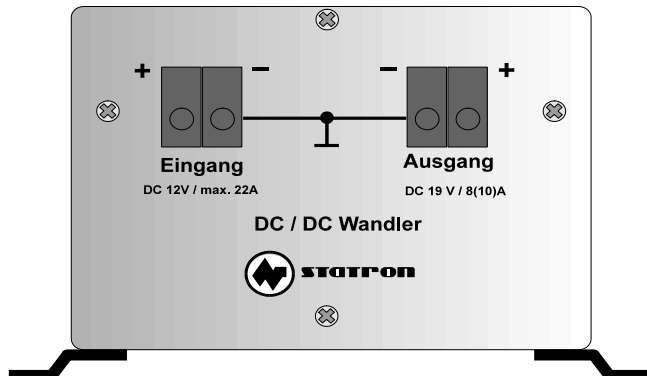 + − − +
Eingang Ausgang
DC 12V / max. 22A DC 19 V / 8(10)A
DC / DC Wandler
statron